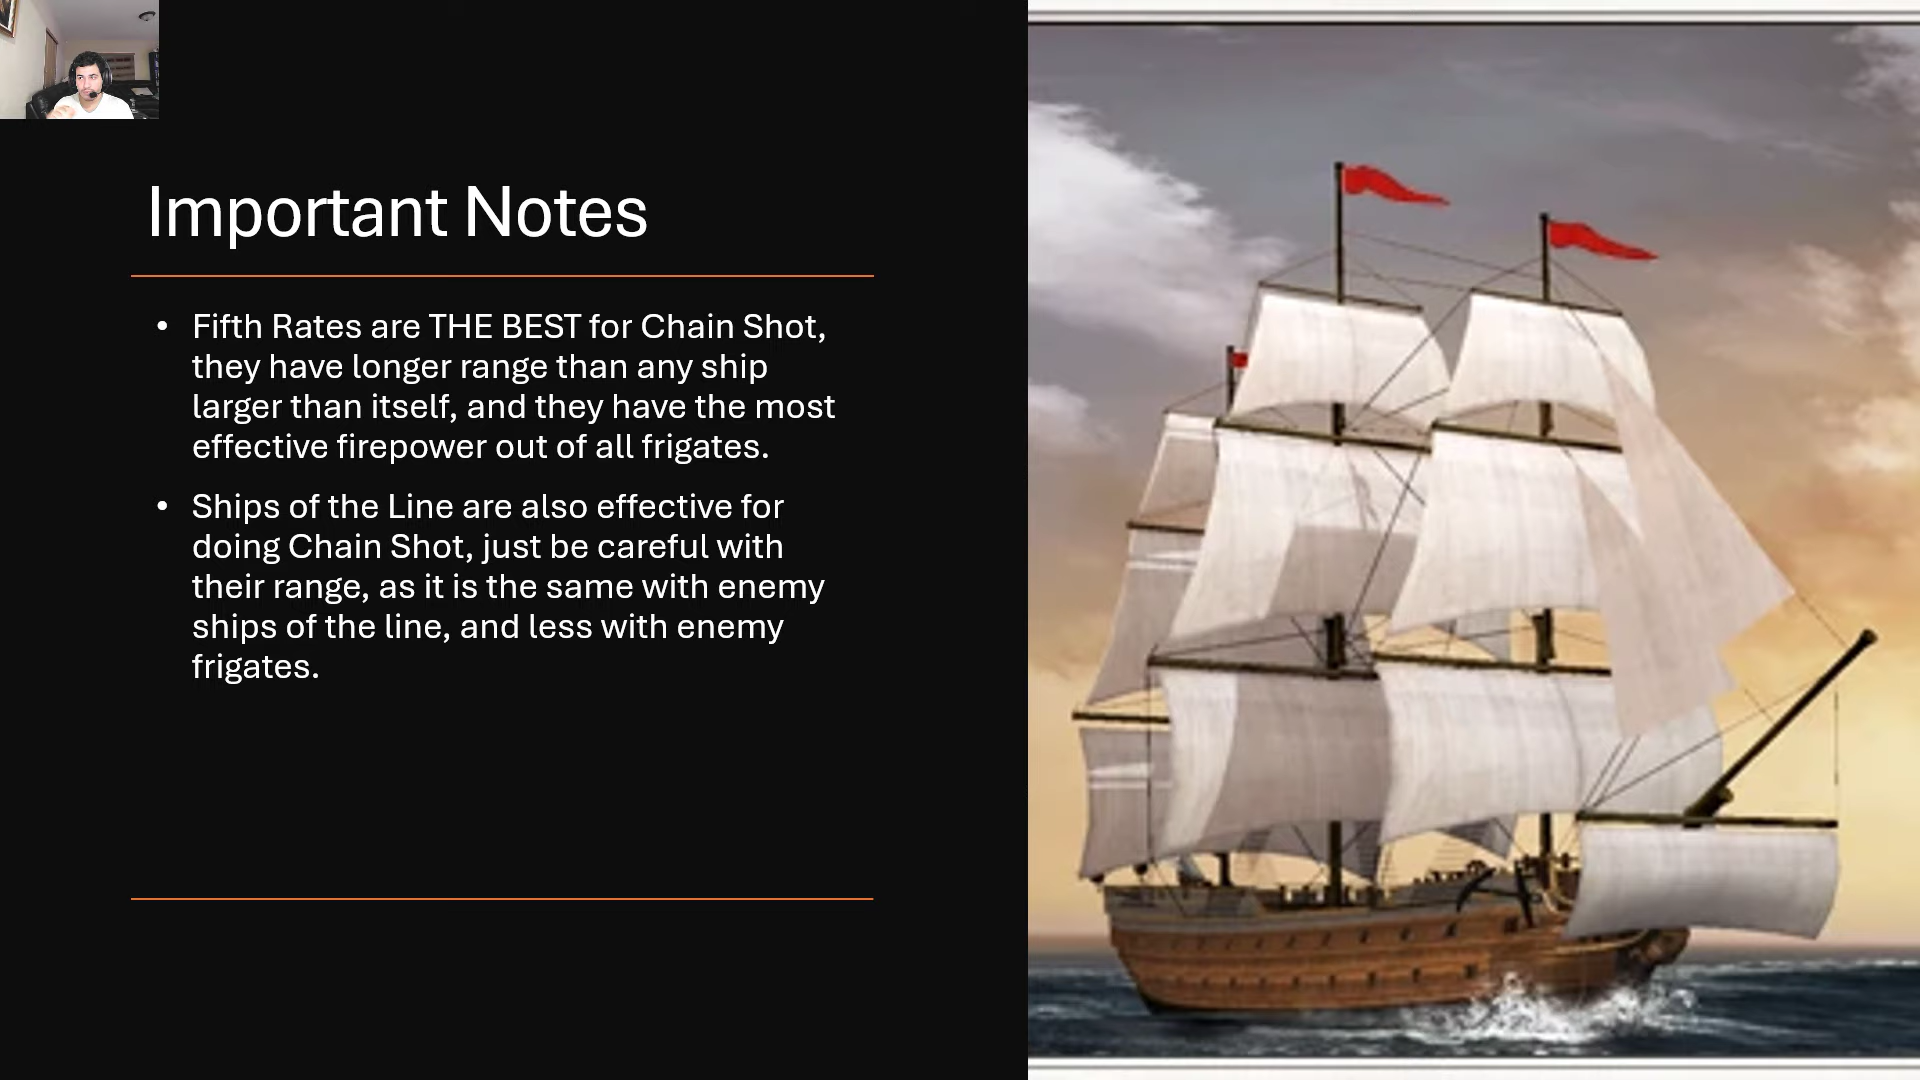 Important Notes
• Fifth Rates are THE BEST for Chain Shot,
they have longer range than any ship
larger than itself, and they have the most
effective firepower out of all frigates.
• Ships of the Line are also effective for
doing Chain Shot, just be careful with
their range, as it is the same with enemy
ships of the line, and less with enemy
frigates.